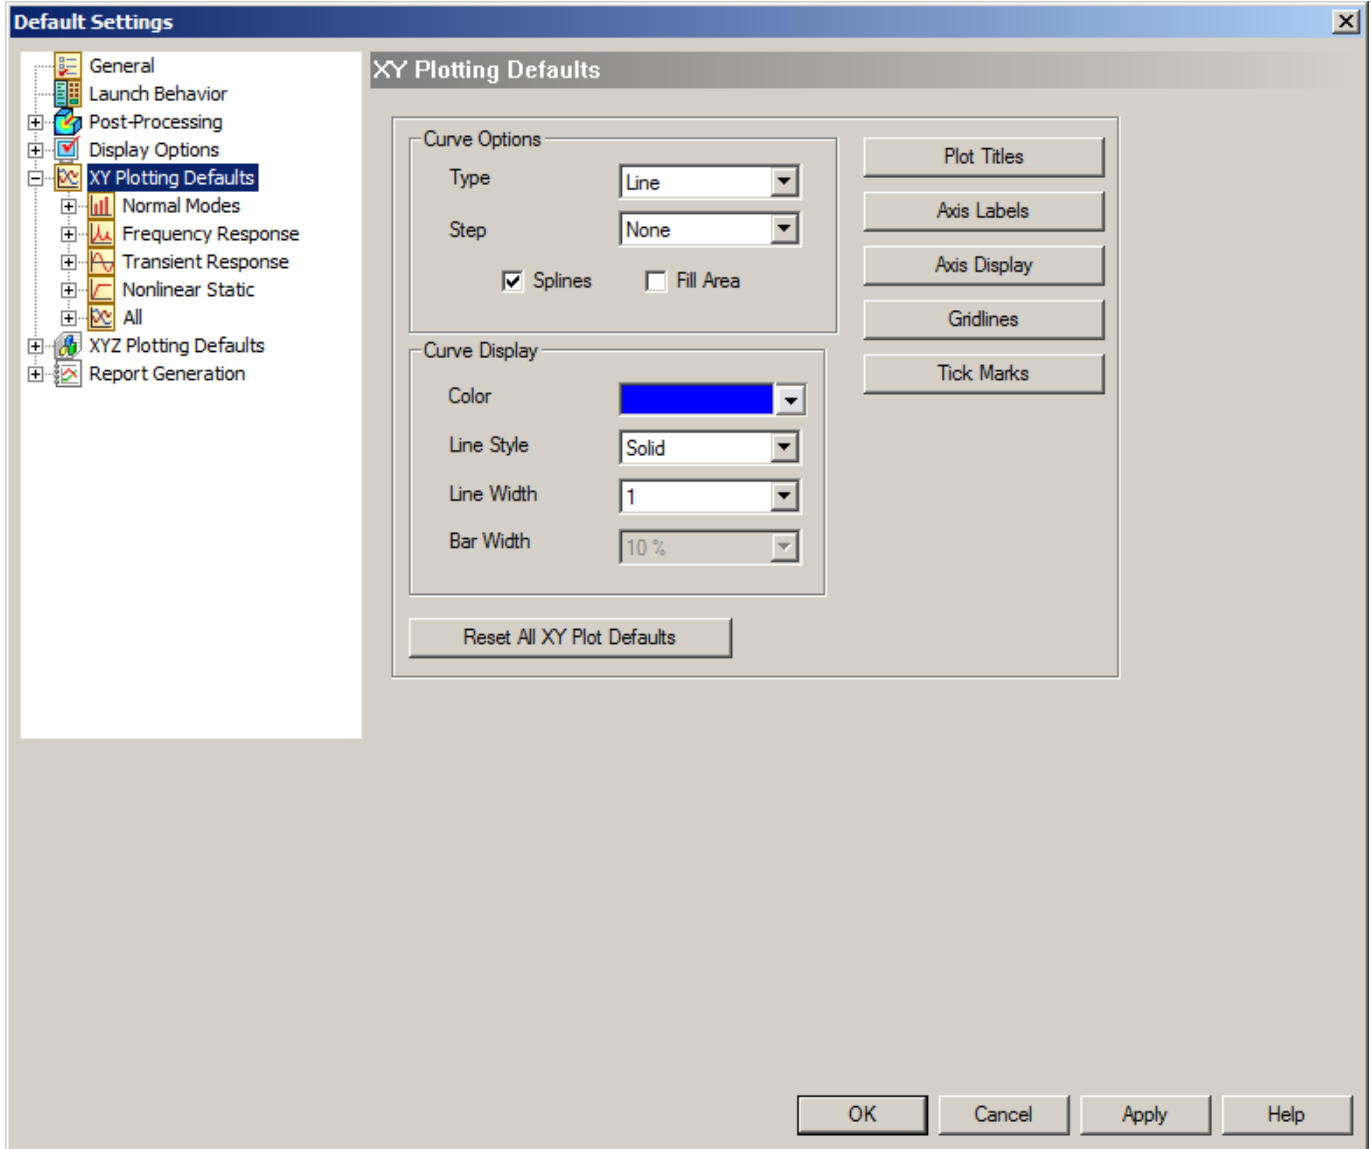 Default Settings
General
Launch Behavior
Post-Processing
Display Options
XY Plotting Defaults
Normal Modes
Frequency Response
Transient Response
Nonlinear Static
All
XYZ Plotting Defaults
Report Generation
XY Plotting Defaults
Curve Options
Type Line
Step None
Splines Fill Area
Curve Display
Color
Line Style Solid
Line Width 1
Bar Width 10 %
Reset All XY Plot Defaults
Plot Titles
Axis Labels
Axis Display
Gridlines
Tick Marks
OK Cancel Apply Help